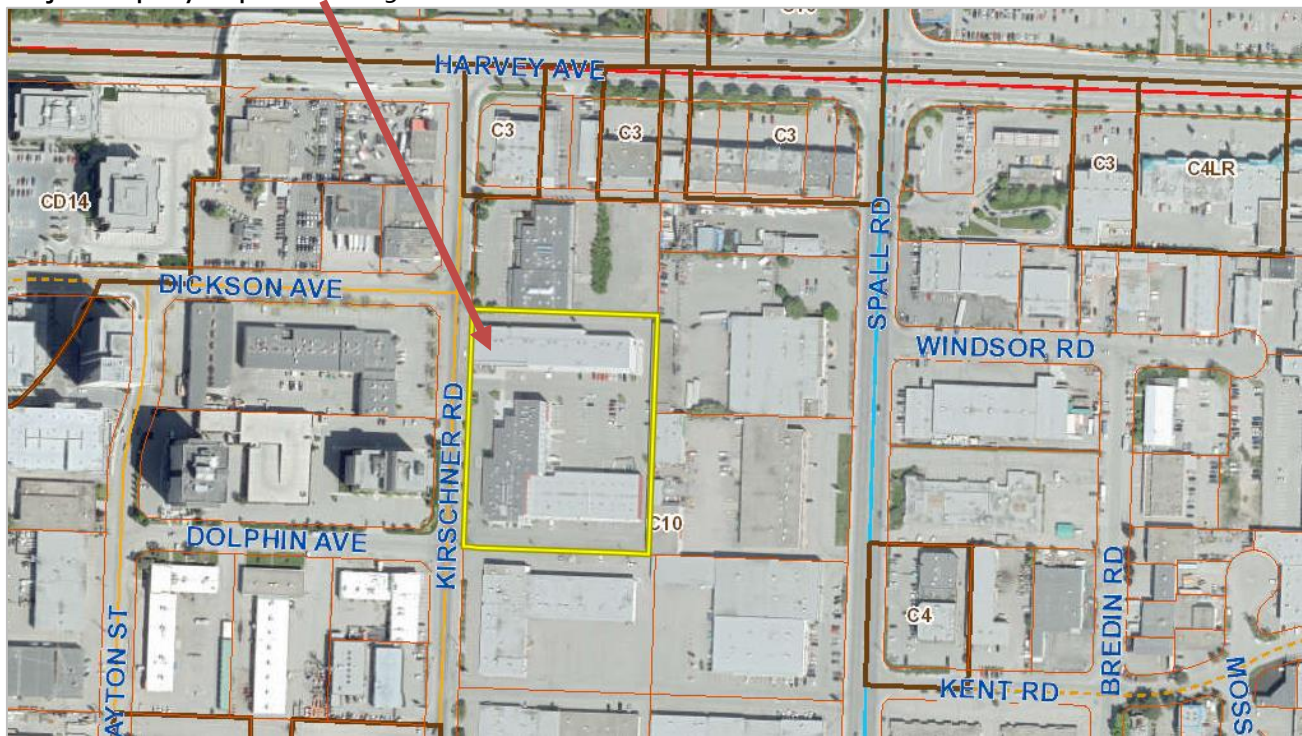 HARVEY AVE
C3
C3
C3
C3
C4LR
CD14
SPALL RD
DICKSON AVE
WINDSOR RD
KIRSCHNER RD
C10
DOLPHIN AVE
BREDIN RD
C4
AYTON ST
KENT RD
MOSS